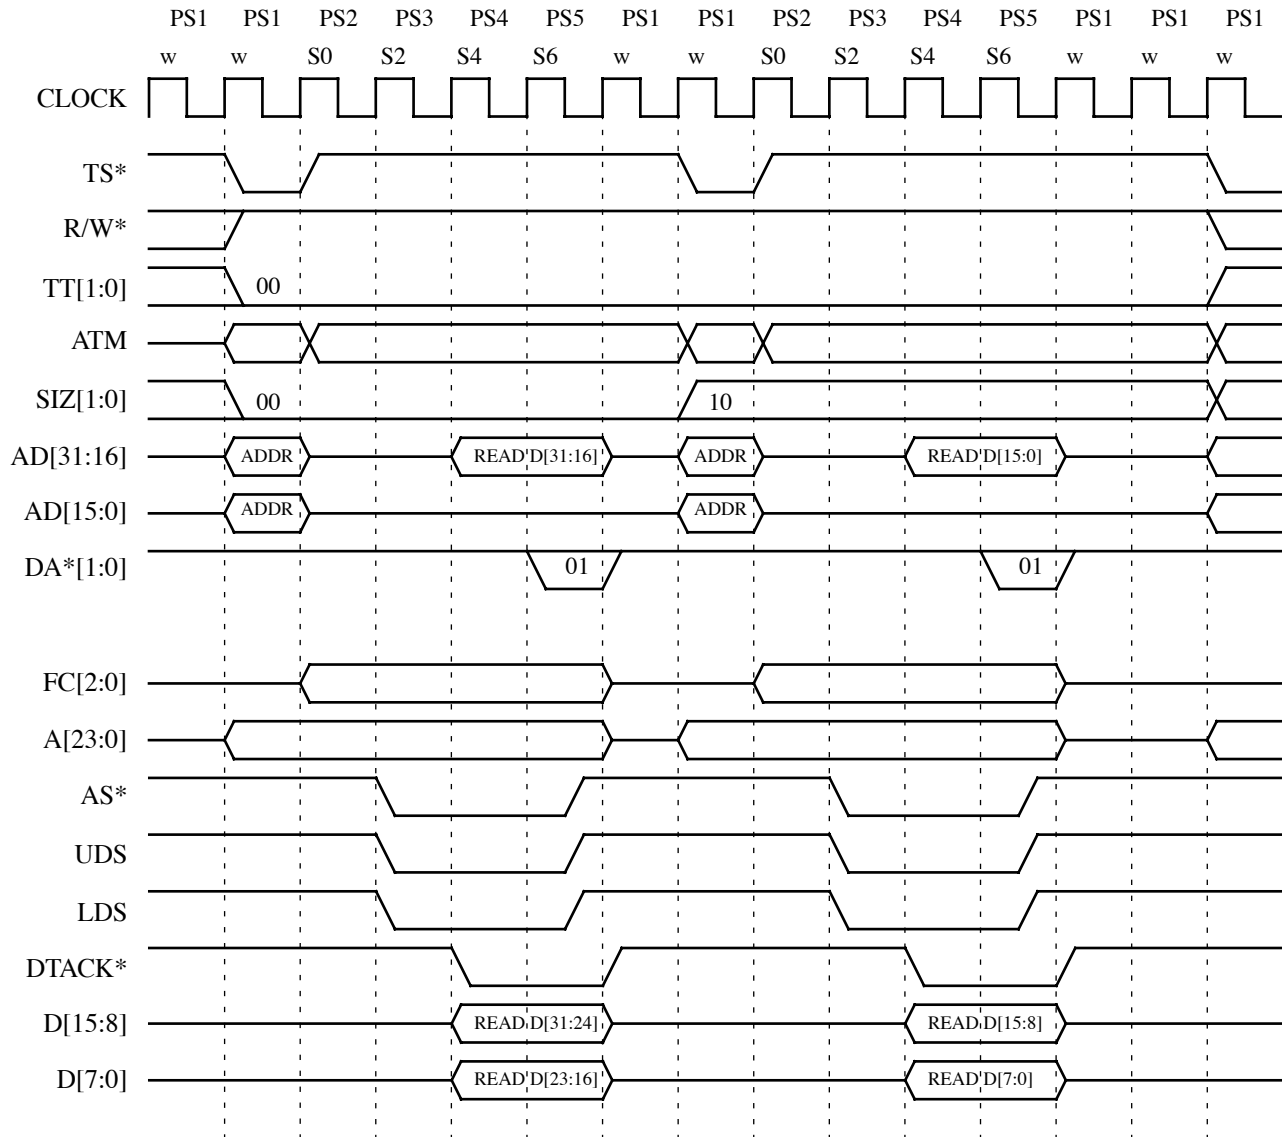 PS1 PS1 PS2 PS3 PS4 PS5 PS1 PS1 PS2 PS3 PS4 PS5 PS1 PS1 PS1
w w S0 S2 S4 S6 w w S0 S2 S4 S6 w w w
CLOCK
TS*
R/W*
TT[1:0] 00
ATM
SIZ[1:0] 00 10
AD[31:16] ADDR READ D[31:16] ADDR READ D[15:0]
AD[15:0] ADDR ADDR
DA*[1:0] 01 01
FC[2:0]
A[23:0]
AS*
UDS
LDS
DTACK*
D[15:8] READ D[31:24] READ D[15:8]
D[7:0] READ D[23:16] READ D[7:0]